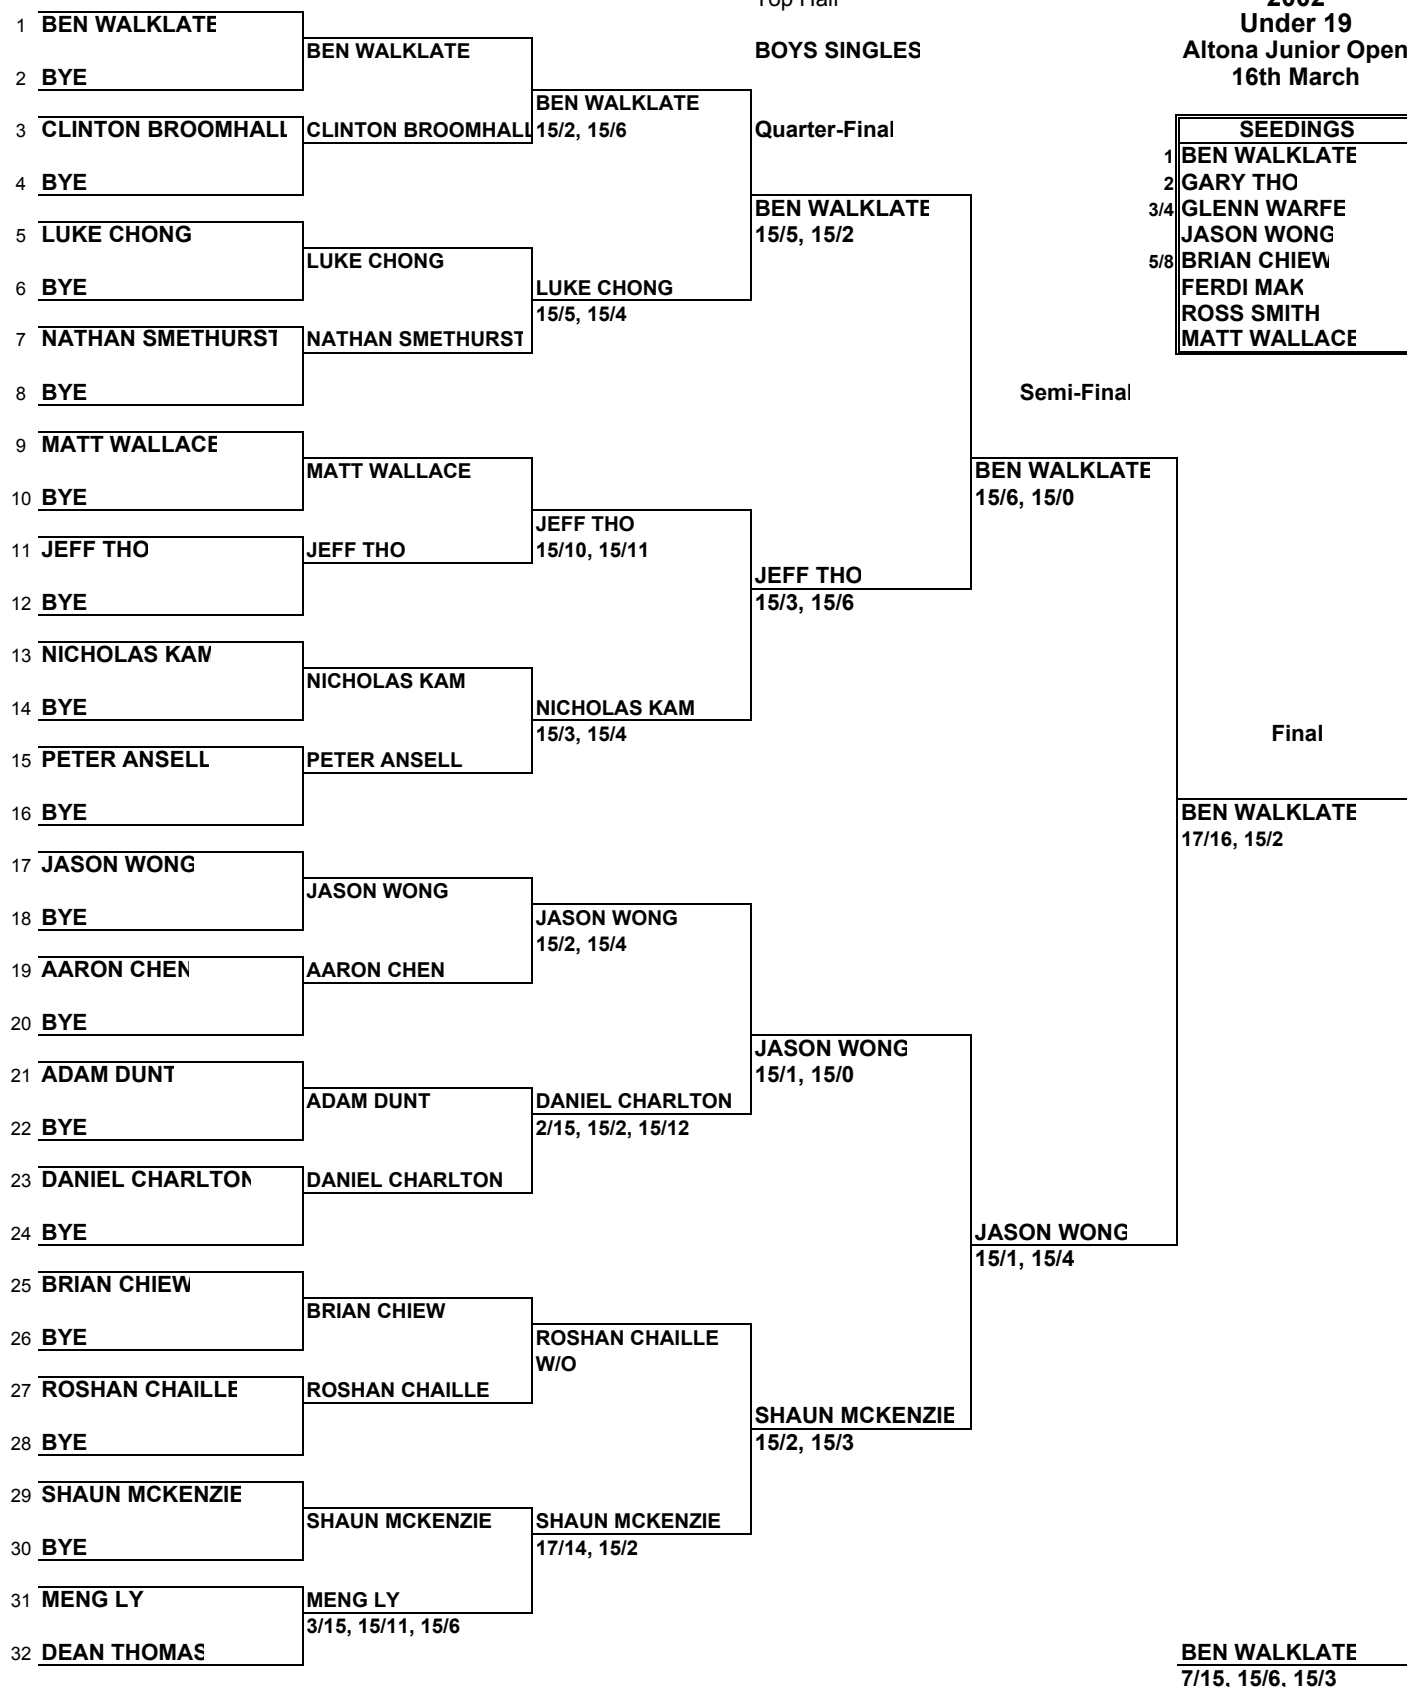 Top Half
2002
Under 19
Altona Junior Open
16th March
BOYS SINGLES
Quarter-Final
Semi-Final
Final
SEEDINGS
1 BEN WALKLATE
2 GARY THO
3/4 GLENN WARFE
JASON WONG
5/8 BRIAN CHIEW
FERDI MAK
ROSS SMITH
MATT WALLACE
1 BEN WALKLATE
2 BYE
3 CLINTON BROOMHALL
4 BYE
5 LUKE CHONG
6 BYE
7 NATHAN SMETHURST
8 BYE
9 MATT WALLACE
10 BYE
11 JEFF THO
12 BYE
13 NICHOLAS KAM
14 BYE
15 PETER ANSELL
16 BYE
17 JASON WONG
18 BYE
19 AARON CHEN
20 BYE
21 ADAM DUNT
22 BYE
23 DANIEL CHARLTON
24 BYE
25 BRIAN CHIEW
26 BYE
27 ROSHAN CHAILLE
28 BYE
29 SHAUN MCKENZIE
30 BYE
31 MENG LY
32 DEAN THOMAS
BEN WALKLATE
CLINTON BROOMHALL
LUKE CHONG
NATHAN SMETHURST
MATT WALLACE
JEFF THO
NICHOLAS KAM
PETER ANSELL
JASON WONG
AARON CHEN
ADAM DUNT
DANIEL CHARLTON
BRIAN CHIEW
ROSHAN CHAILLE
SHAUN MCKENZIE
MENG LY
3/15, 15/11, 15/6
BEN WALKLATE
15/2, 15/6
LUKE CHONG
15/5, 15/4
JEFF THO
15/10, 15/11
NICHOLAS KAM
15/3, 15/4
JASON WONG
15/2, 15/4
DANIEL CHARLTON
2/15, 15/2, 15/12
ROSHAN CHAILLE
W/O
SHAUN MCKENZIE
17/14, 15/2
BEN WALKLATE
15/5, 15/2
JEFF THO
15/3, 15/6
JASON WONG
15/1, 15/0
SHAUN MCKENZIE
15/2, 15/3
BEN WALKLATE
15/6, 15/0
JASON WONG
15/1, 15/4
BEN WALKLATE
17/16, 15/2
BEN WALKLATE
7/15, 15/6, 15/3